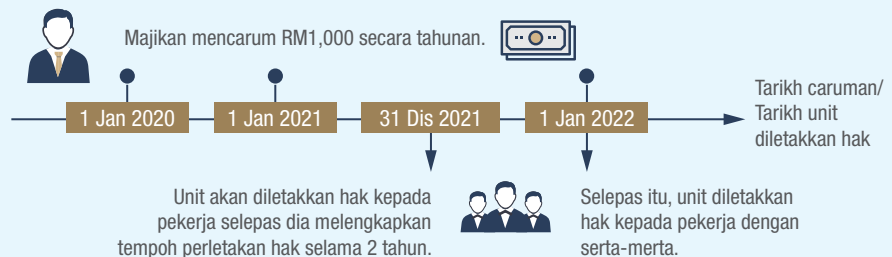 Majikan mencarum RM1,000 secara tahunan.
1 Jan 2020
1 Jan 2021
31 Dis 2021
1 Jan 2022
Tarikh caruman/
Tarikh unit
diletakkan hak
Unit akan diletakkan hak kepada
pekerja selepas dia melengkapkan
tempoh perletakan hak selama 2 tahun.
Selepas itu, unit diletakkan
hak kepada pekerja dengan
serta-merta.